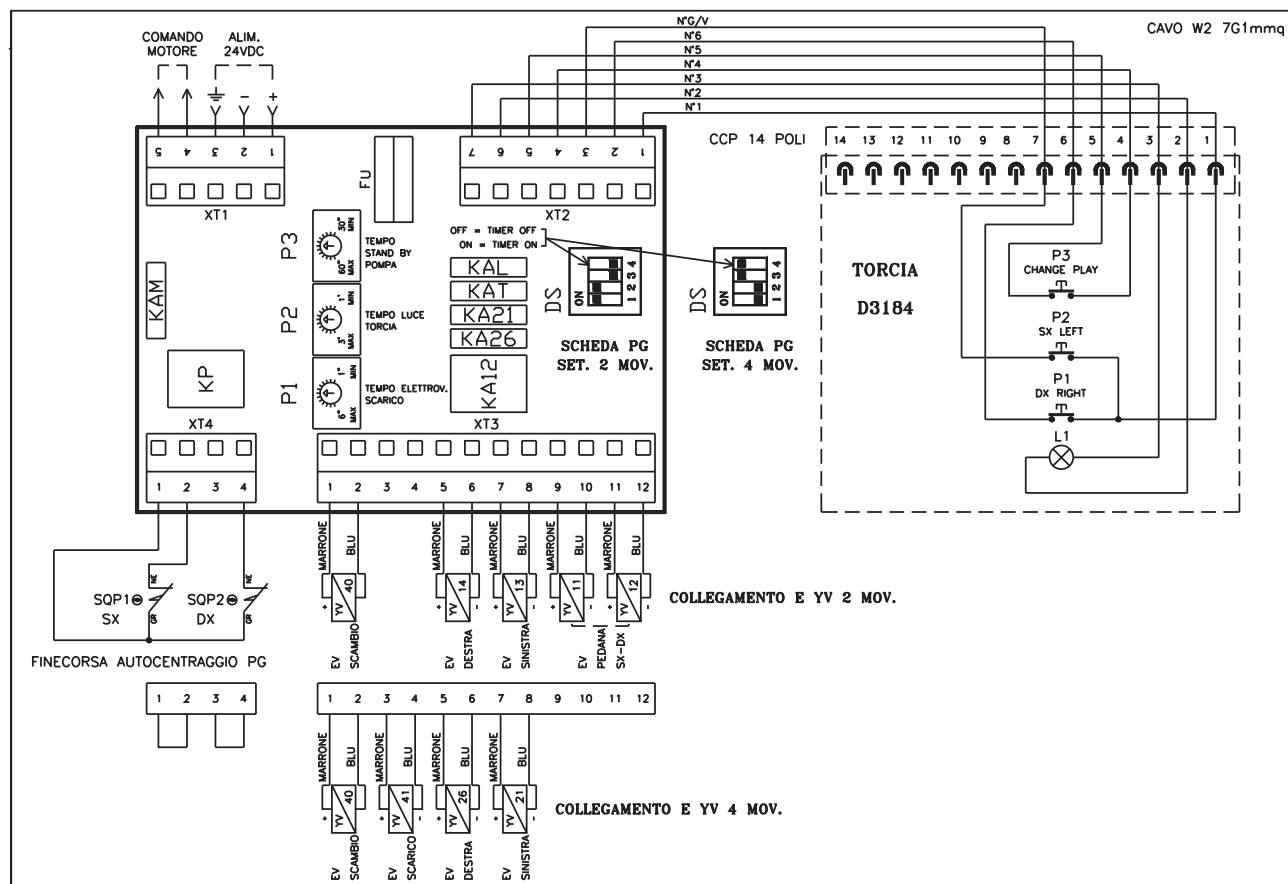 CAVO W2 7G1mmq
COMANDO
MOTORE
ALIM.
24VDC
- +
N°G/V
N°6
N°5
N°4
N°3
N°2
N°1
5 4 3 2 1
XT1
FU
7 6 5 4 3 2 1
XT2
CCP 14 POLI
14 13 12 11 10 9 8 7 6 5 4 3 2 1
P3
30" MIN
60" MAX
TEMPO
STAND BY
POMPA
P2
1' MIN
3' MAX
TEMPO LUCE
TORCIA
P1
1" MIN
6" MAX
TEMPO ELETTROV.
SCARICO
KAM
KP
OFF = TIMER OFF
ON = TIMER ON
KAL
KAT
KA21
KA26
KA12
DS
ON
1 2 3 4
SCHEDA PG
SET. 2 MOV.
DS
ON
1 2 3 4
SCHEDA PG
SET. 4 MOV.
TORCIA
D3184
P3
CHANGE PLAY
P2
SX LEFT
P1
DX RIGHT
L1
XT4
1 2 3 4
XT3
1 2 3 4 5 6 7 8 9 10 11 12
MARRONE BLU
MARRONE BLU
MARRONE BLU
MARRONE BLU
MARRONE BLU
+ YV 40 -
+ YV 14 -
+ YV 13 -
+ YV 11
YV 12 -
EV SCAMBIO
EV DESTRA
EV SINISTRA
EV PEDANA SX-DX
COLLEGAMENTO E YV 2 MOV.
SQP1
SX
NE
GR
SQP2
DX
NE
GR
FINECORSA AUTOCENTRAGGIO PG
1 2 3 4
1 2 3 4 5 6 7 8 9 10 11 12
MARRONE BLU
MARRONE BLU
MARRONE BLU
MARRONE BLU
+ YV 40 -
+ YV 41 -
+ YV 26 -
+ YV 21 -
EV SCAMBIO
EV SCARICO
EV DESTRA
EV SINISTRA
COLLEGAMENTO E YV 4 MOV.